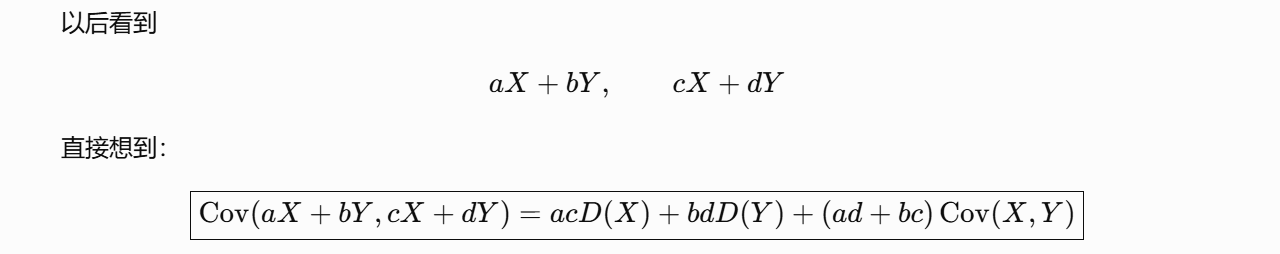 以后看到
aX + bY,  cX + dY
直接想到：
Cov(aX + bY, cX + dY) = acD(X) + bdD(Y) + (ad + bc) Cov(X, Y)